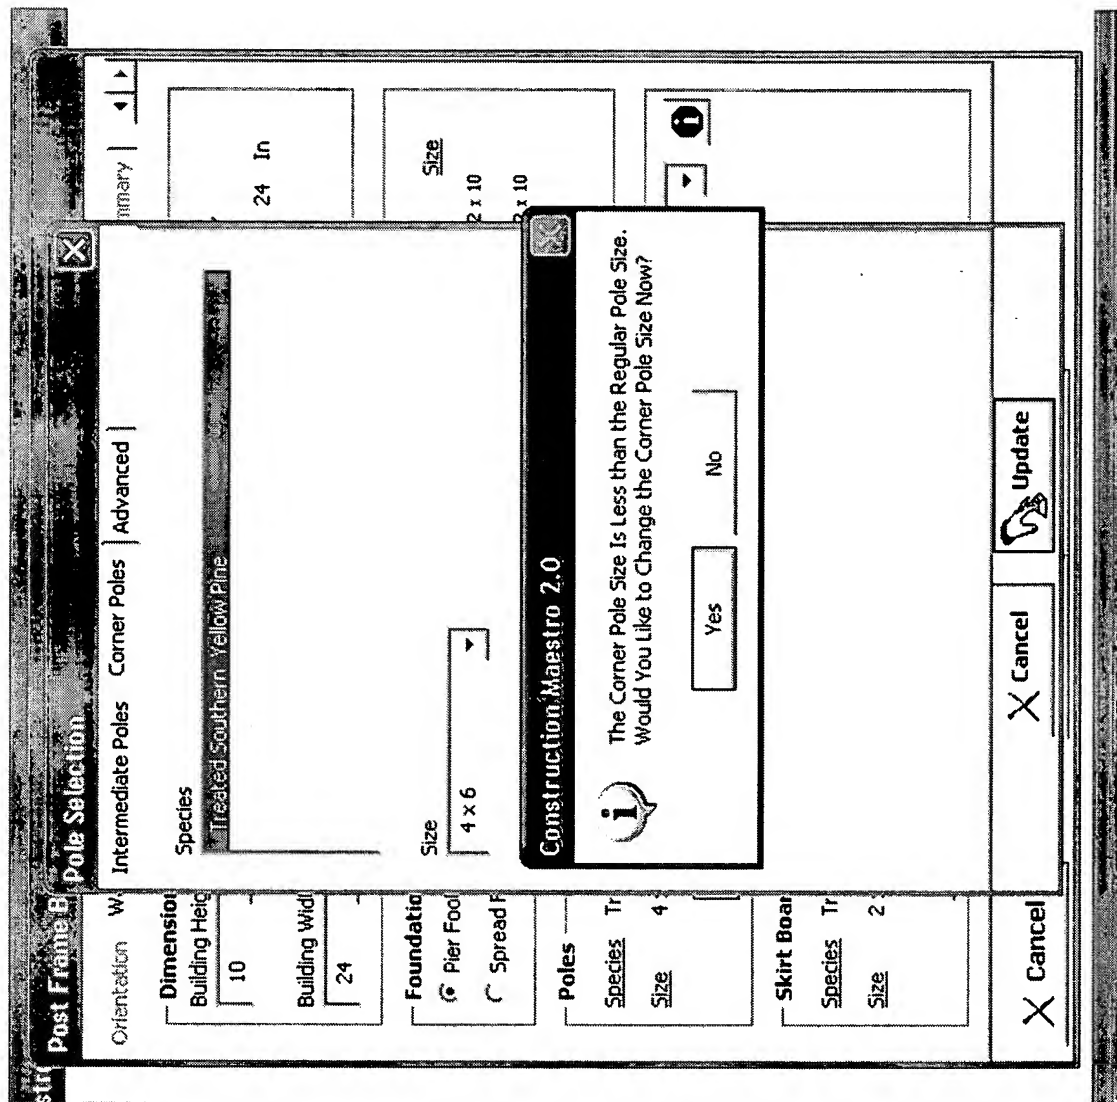 Post Frame B
Pole Selection
Orientation
W
Intermediate Poles
Corner Poles
Advanced
mmary
Dimension
Building Heig
10
Building Widt
24
24 In
Species
Treated Southern Yellow Pine
Foundatio
Pier Foot
Spread F
Size
4 x 6
Size
2 x 10
2 x 10
Poles
Species Tr
Size 4
Construction Maestro 2.0
The Corner Pole Size Is Less than the Regular Pole Size.
Would You Like to Change the Corner Pole Size Now?
Yes
No
Skirt Boar
Species Tr
Size 2
Cancel
Update
Cancel